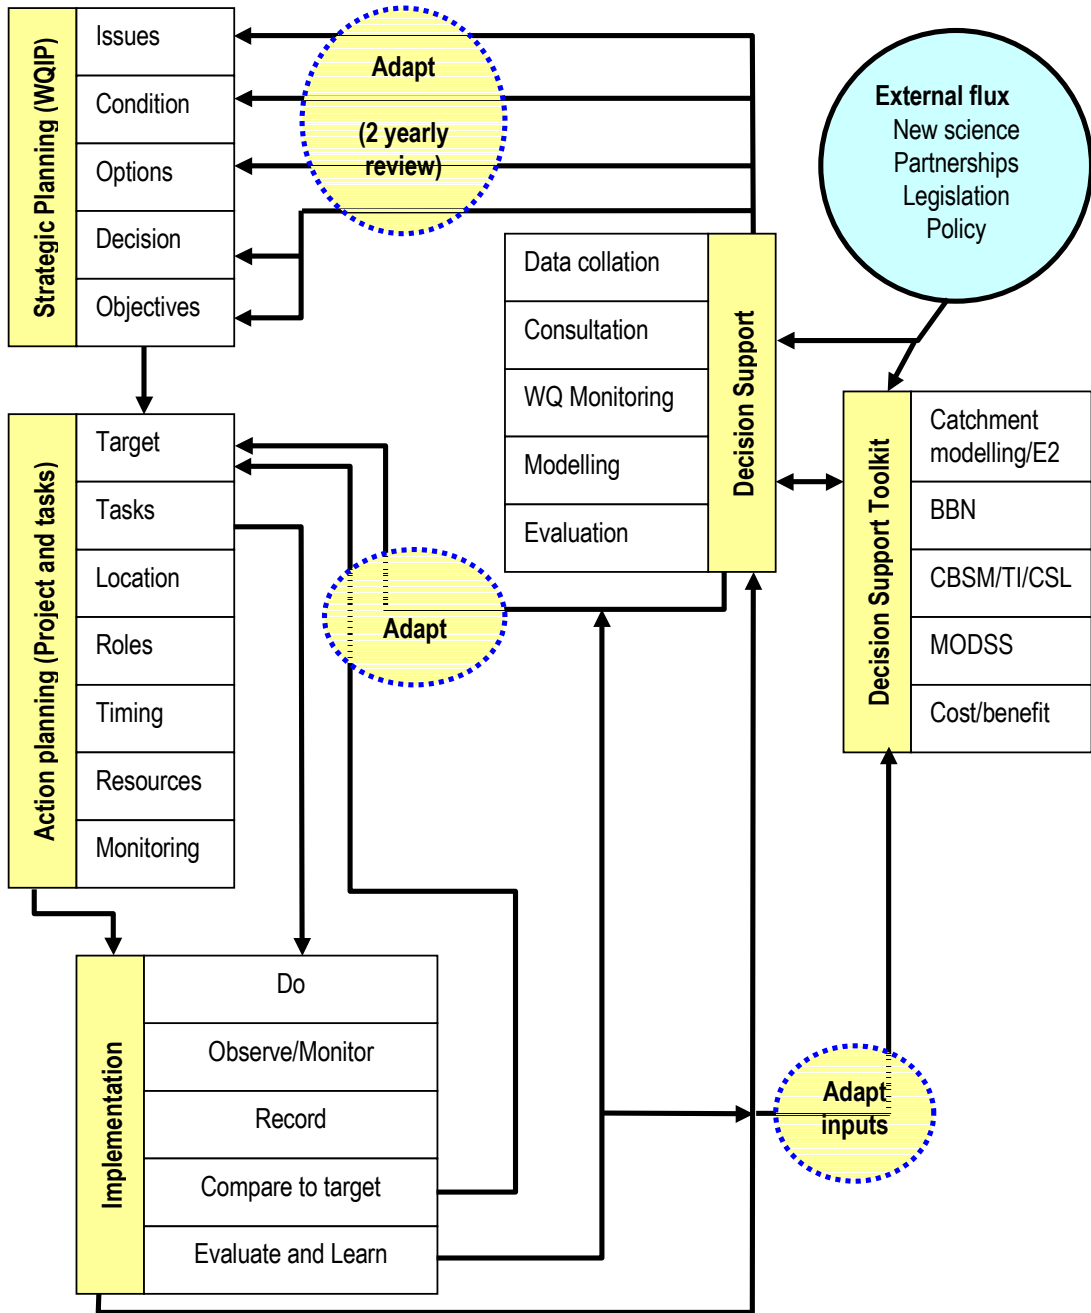 Strategic Planning (WQIP)
Issues
Condition
Options
Decision
Objectives
Adapt
(2 yearly
review)
External flux
New science
Partnerships
Legislation
Policy
Data collation
Consultation
WQ Monitoring
Modelling
Evaluation
Decision Support
Decision Support Toolkit
Catchment
modelling/E2
BBN
CBSM/TI/CSL
MODSS
Cost/benefit
Action planning (Project and tasks)
Target
Tasks
Location
Roles
Timing
Resources
Monitoring
Adapt
Implementation
Do
Observe/Monitor
Record
Compare to target
Evaluate and Learn
Adapt
inputs